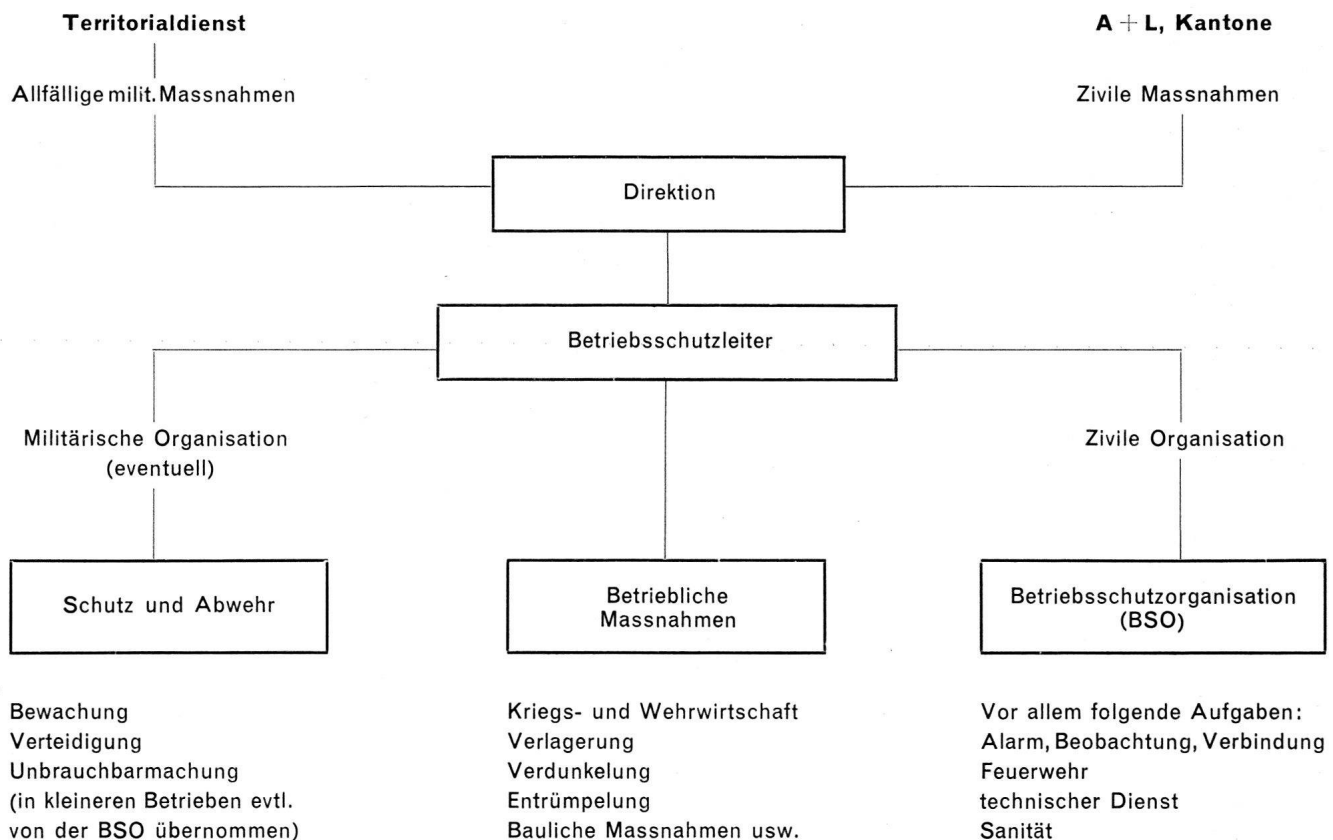 Territorialdienst
A + L, Kantone
Allfällige milit. Massnahmen
Zivile Massnahmen
Direktion
Betriebsschutzleiter
Militärische Organisation
(eventuell)
Zivile Organisation
Schutz und Abwehr
Betriebliche
Massnahmen
Betriebsschutzorganisation
(BSO)
Bewachung
Verteidigung
Unbrauchbarmachung
(in kleineren Betrieben evtl.
von der BSO übernommen)
Kriegs- und Wehrwirtschaft
Verlagerung
Verdunkelung
Entrümpelung
Bauliche Massnahmen usw.
Vor allem folgende Aufgaben:
Alarm, Beobachtung, Verbindung
Feuerwehr
technischer Dienst
Sanität